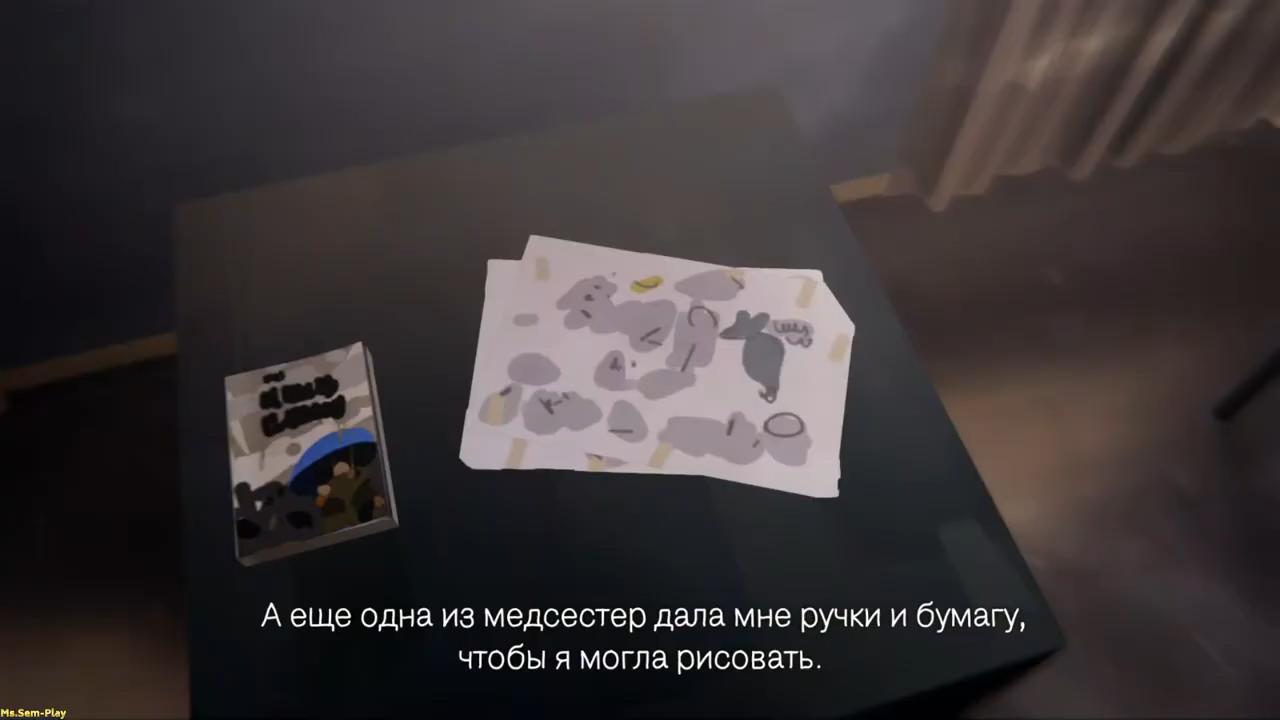 А еще одна из медсестер дала мне ручки и бумагу,
чтобы я могла рисовать.
Ms.Sem-Play